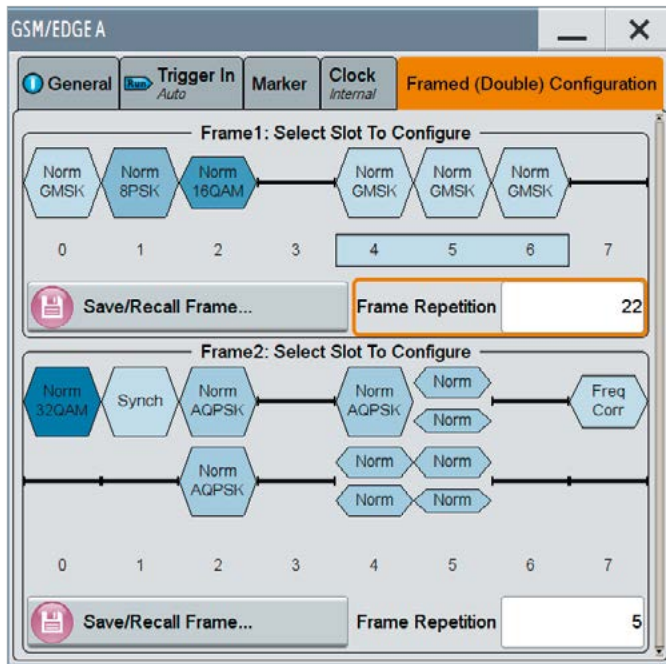 GSM/EDGE A
General
Run Trigger In
Auto
Marker
Clock
Internal
Framed (Double) Configuration
Frame1: Select Slot To Configure
Norm
GMSK
Norm
8PSK
Norm
16QAM
Norm
GMSK
Norm
GMSK
Norm
GMSK
0 1 2 3 4 5 6 7
Save/Recall Frame...
Frame Repetition 22
Frame2: Select Slot To Configure
Norm
32QAM
Synch
Norm
AQPSK
Norm
AQPSK
Norm
Norm
Freq
Corr
Norm
AQPSK
Norm Norm
Norm Norm
0 1 2 3 4 5 6 7
Save/Recall Frame...
Frame Repetition 5